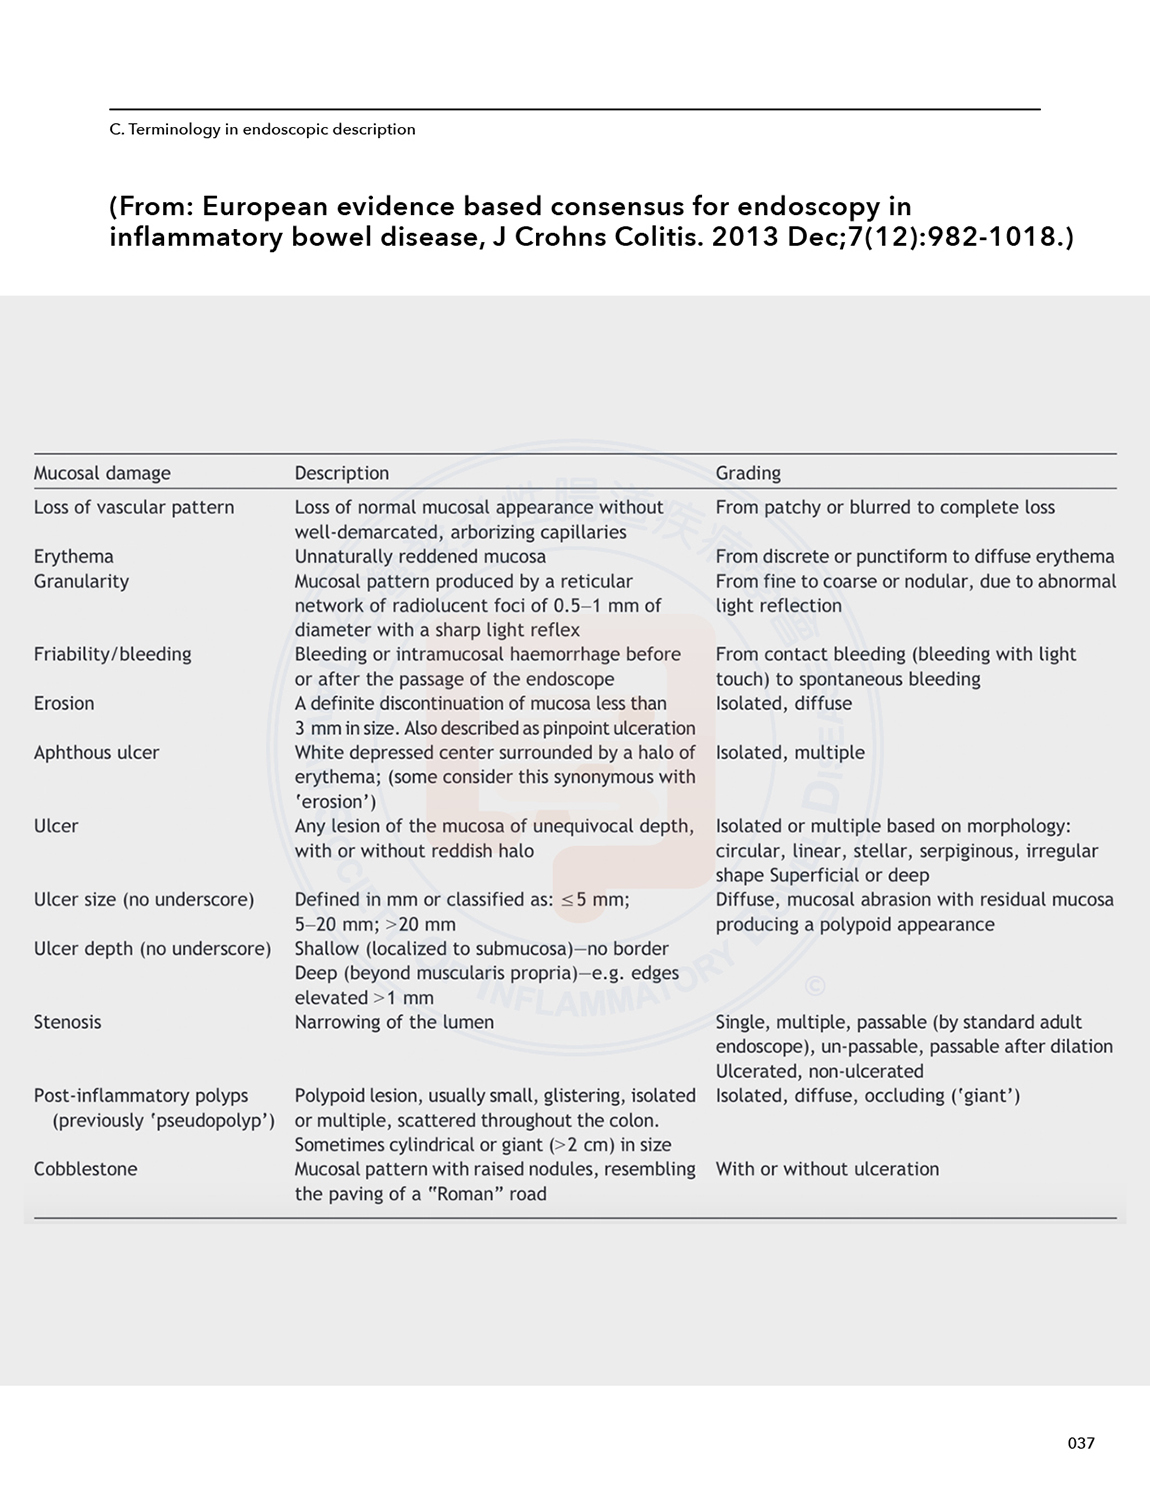 C. Terminology in endoscopic description
(From: European evidence based consensus for endoscopy in
inflammatory bowel disease, J Crohns Colitis. 2013 Dec;7(12):982-1018.)
Mucosal damage Description Grading
Loss of vascular pattern Loss of normal mucosal appearance without From patchy or blurred to complete loss
well-demarcated, arborizing capillaries
Erythema Unnaturally reddened mucosa From discrete or punctiform to diffuse erythema
Granularity Mucosal pattern produced by a reticular From fine to coarse or nodular, due to abnormal
network of radiolucent foci of 0.5–1 mm of light reflection
diameter with a sharp light reflex
Friability/bleeding Bleeding or intramucosal haemorrhage before From contact bleeding (bleeding with light
or after the passage of the endoscope touch) to spontaneous bleeding
Erosion A definite discontinuation of mucosa less than Isolated, diffuse
3 mm in size. Also described as pinpoint ulceration
Aphthous ulcer White depressed center surrounded by a halo of Isolated, multiple
erythema; (some consider this synonymous with
‘erosion’)
Ulcer Any lesion of the mucosa of unequivocal depth, Isolated or multiple based on morphology:
with or without reddish halo circular, linear, stellar, serpiginous, irregular
shape Superficial or deep
Ulcer size (no underscore) Defined in mm or classified as: ≤5 mm; Diffuse, mucosal abrasion with residual mucosa
5–20 mm; >20 mm producing a polypoid appearance
Ulcer depth (no underscore) Shallow (localized to submucosa)—no border
Deep (beyond muscularis propria)—e.g. edges
elevated >1 mm
Stenosis Narrowing of the lumen Single, multiple, passable (by standard adult
endoscope), un-passable, passable after dilation
Ulcerated, non-ulcerated
Post-inflammatory polyps Polypoid lesion, usually small, glistering, isolated Isolated, diffuse, occluding (‘giant’)
(previously ‘pseudopolyp’) or multiple, scattered throughout the colon.
Sometimes cylindrical or giant (>2 cm) in size
Cobblestone Mucosal pattern with raised nodules, resembling With or without ulceration
the paving of a “Roman” road
©
037